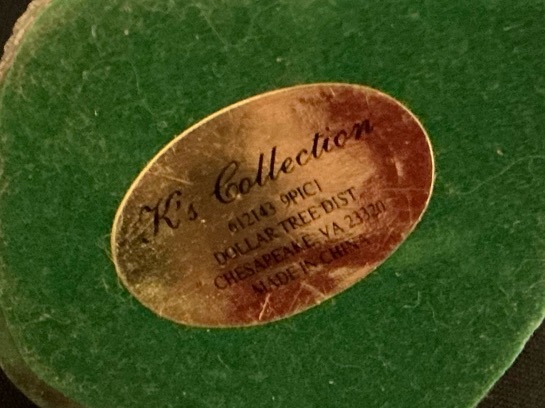 K's Collection
612143 9PIC1
DOLLAR TREE DIST.
CHESAPEAKE, VA 23320
MADE IN CHINA